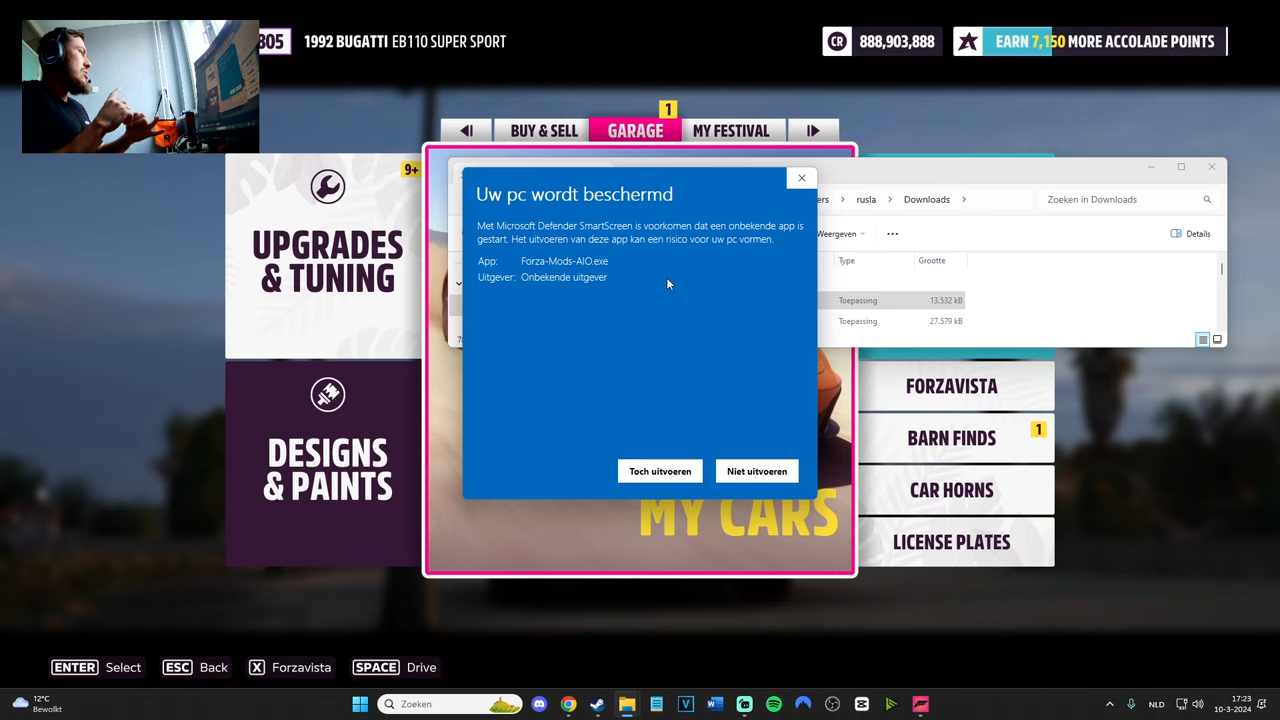 805
1992 BUGATTI EB110 SUPER SPORT
CR
888,903,888
EARN 7,150 MORE ACCOLADE POINTS
1
BUY & SELL
GARAGE
MY FESTIVAL
9+
UPGRADES
& TUNING
DESIGNS
& PAINTS
Uw pc wordt beschermd
Met Microsoft Defender SmartScreen is voorkomen dat een onbekende app is
gestart. Het uitvoeren van deze app kan een risico voor uw pc vormen.
App: Forza-Mods-AIO.exe
Uitgever: Onbekende uitgever
Toch uitvoeren
Niet uitvoeren
rusla
Downloads
Zoeken in Downloads
Weergeven
Details
Type
Grootte
Toepassing
13.532 kB
Toepassing
27.579 kB
MY CARS
FORZAVISTA
BARN FINDS
1
CAR HORNS
LICENSE PLATES
ENTER Select
ESC Back
X Forzavista
SPACE Drive
12°C
Bewolkt
Zoeken
NLD
17:23
10-3-2024